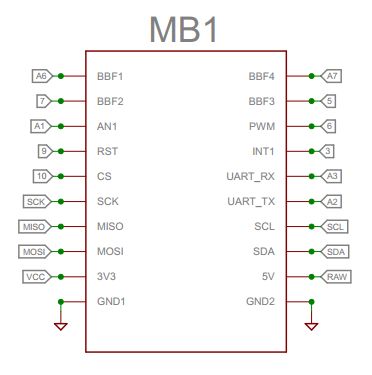 MB1
A6 BBF1 BBF4 A7
7 BBF2 BBF3 5
A1 AN1 PWM 6
9 RST INT1 3
10 CS UART_RX A3
SCK SCK UART_TX A2
MISO MISO SCL SCL
MOSI MOSI SDA SDA
VCC 3V3 5V RAW
GND1 GND2